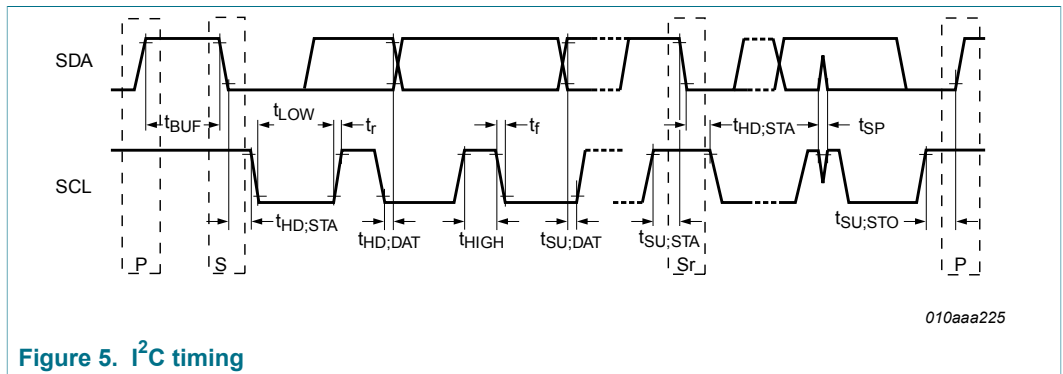 SDA
tBUF
tLOW
tr
tf
tHD;STA
tSP
SCL
tHD;STA
tHD;DAT
tHIGH
tSU;DAT
tSU;STA
tSU;STO
P
S
Sr
P
010aaa225
Figure 5. I²C timing